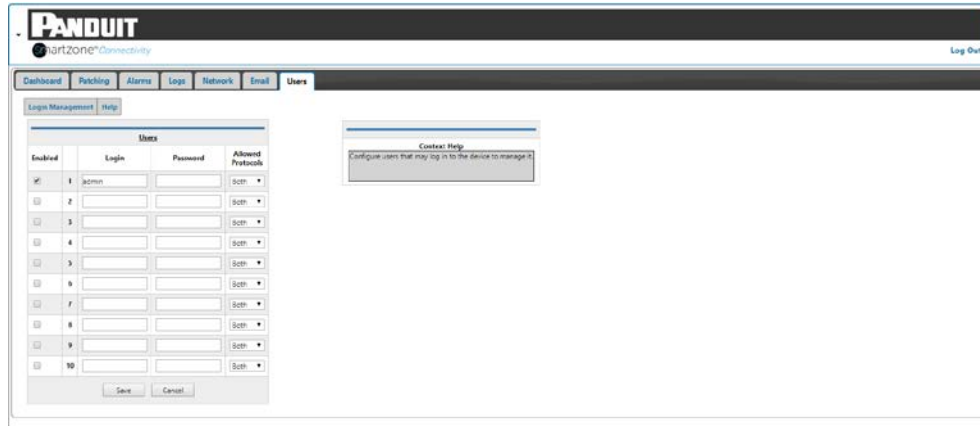 PANDUIT
smartzone® Connectivity
Log Out
Dashboard Patching Alarms Logs Network Email Users
Login Management Help
Users
Enabled Login Password Allowed Protocols
1 admin Both
2 Both
3 Both
4 Both
5 Both
6 Both
7 Both
8 Both
9 Both
10 Both
Save Cancel
Context Help
Configure users that may log in to the device to manage it.